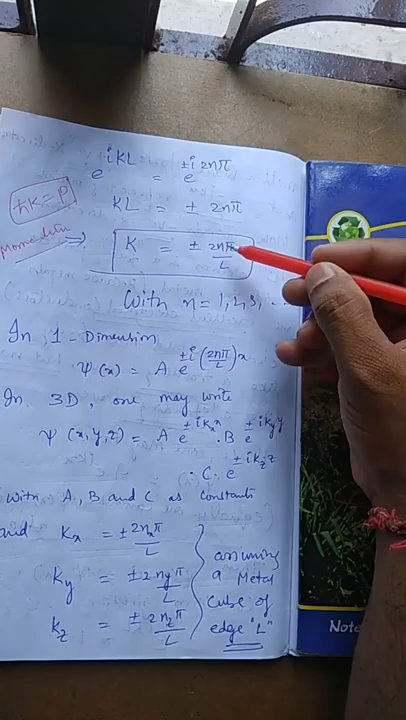 e^{iKL} = e^{±i2nπ}
ħK = P
KL = ± 2nπ
momentum ⇒ K = ± 2nπ/L
With n = 1, 2, 3, ...
In 1-Dimension
ψ(x) = A e^{±i(2nπ/L)x}
In 3D, one may write
ψ(x,y,z) = A e^{±ik_x x} . B e^{±ik_y y}
. C. e^{±ik_z z}
with A, B and C as constants
and K_x = ± 2n_xπ/L
K_y = ± 2n_yπ/L
k_z = ± 2n_zπ/L
assuming
a Metal
Cube of
edge "L"
Note